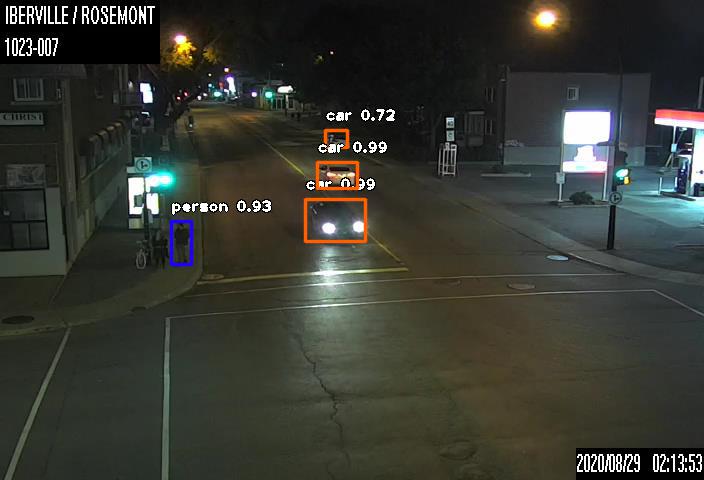 IBERVILLE / ROSEMONT
1023-007
car 0.72
car 0.99
car 0.99
CHRIST
person 0.93
2020/08/29 02:13:53